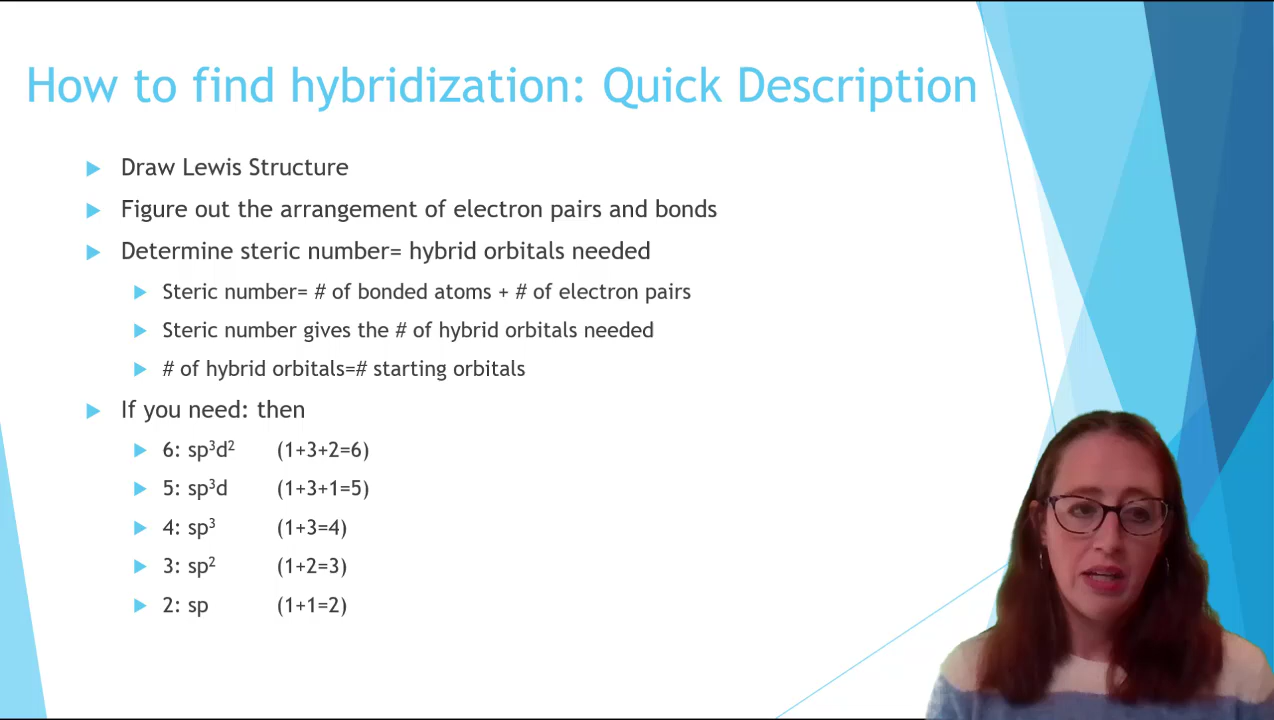 How to find hybridization: Quick Description
Draw Lewis Structure
Figure out the arrangement of electron pairs and bonds
Determine steric number= hybrid orbitals needed
Steric number= # of bonded atoms + # of electron pairs
Steric number gives the # of hybrid orbitals needed
# of hybrid orbitals=# starting orbitals
If you need: then
6: sp³d² (1+3+2=6)
5: sp³d (1+3+1=5)
4: sp³ (1+3=4)
3: sp² (1+2=3)
2: sp (1+1=2)